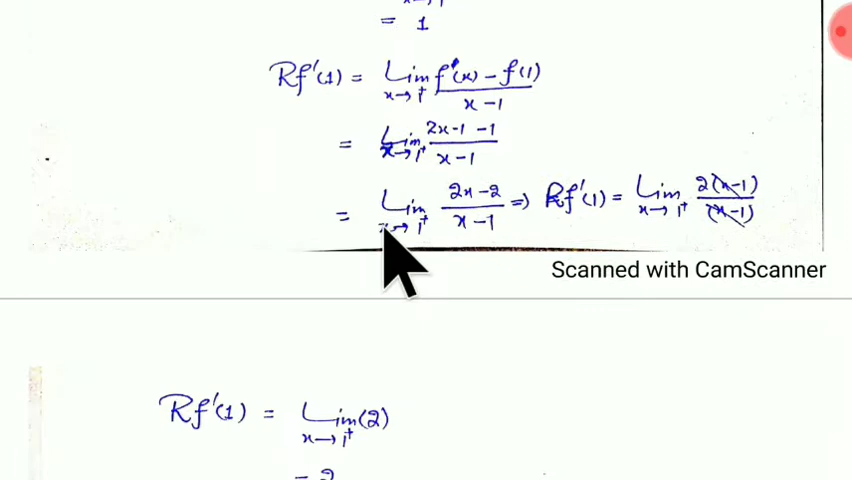 = 1
Rf'(1) = Lim x→1⁺ f'(x) - f(1) / x-1
= Lim x→1⁺ 2x-1-1 / x-1
= Lim x→1⁺ 2x-2 / x-1 ⇒ Rf'(1) = Lim x→1⁺ 2(x-1) / (x-1)
Scanned with CamScanner
Rf'(1) = Lim x→1⁺ (2)
= 2